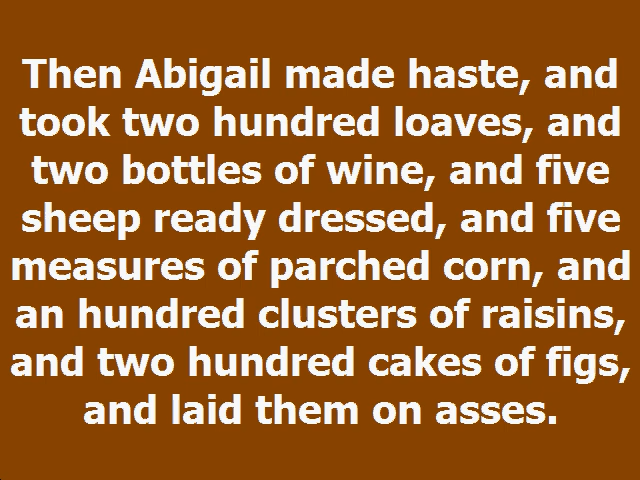 Then Abigail made haste, and
took two hundred loaves, and
two bottles of wine, and five
sheep ready dressed, and five
measures of parched corn, and
an hundred clusters of raisins,
and two hundred cakes of figs,
and laid them on asses.